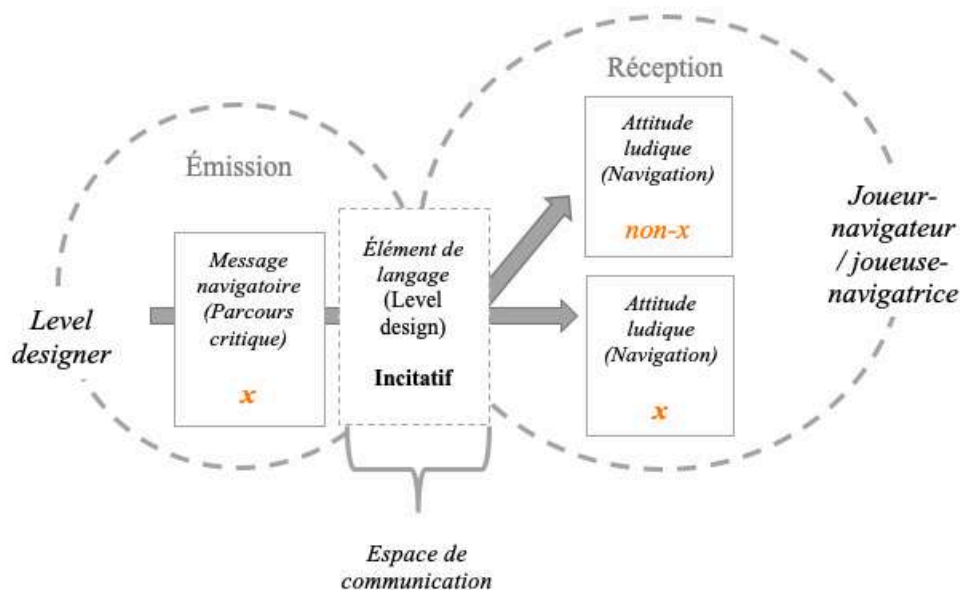 Émission
Réception
Level
designer
Message
navigatoire
(Parcours
critique)
x
Élément de
langage
(Level
design)
Incitatif
Attitude
ludique
(Navigation)
non-x
Attitude
ludique
(Navigation)
x
Joueur-
navigateur
/ joueuse-
navigatrice
Espace de
communication